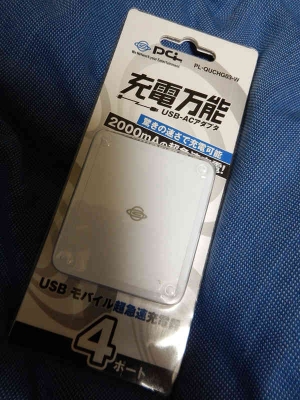 pci
PL-QUCHG03-W
充電万能
USB-ACアダプタ
驚きの速さで充電可能
2000mAの超急速充電!
USB モバイル超急速充電器
4
ポート